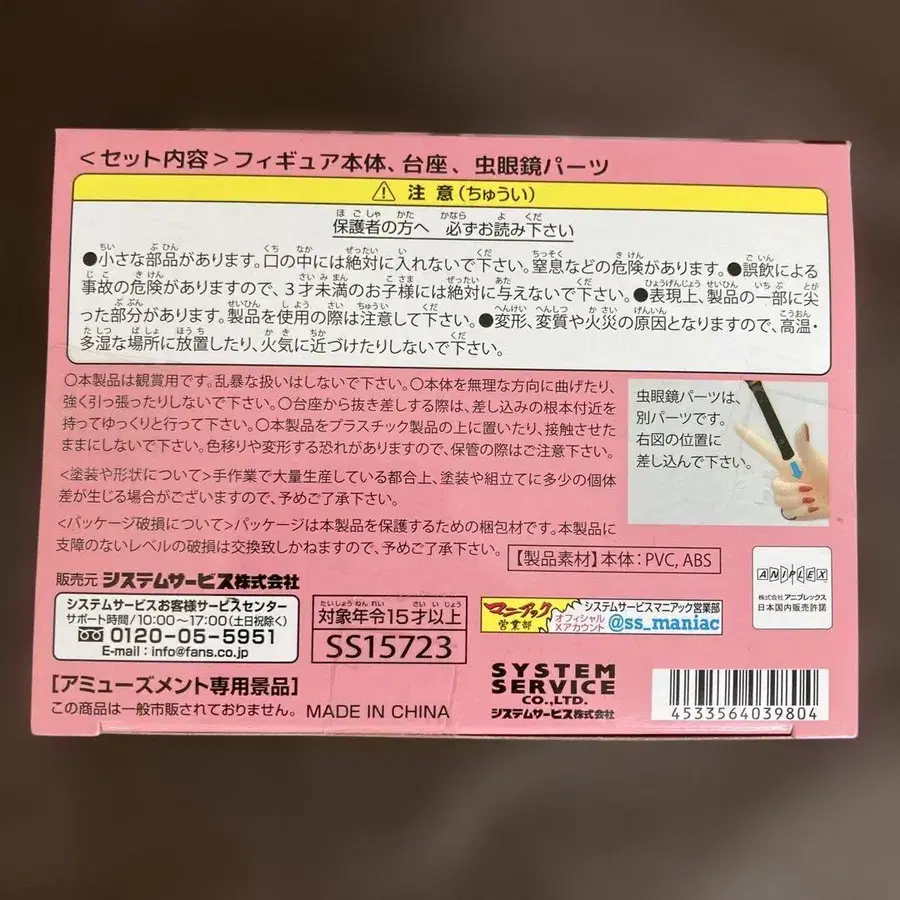 <セット内容>フィギュア本体、台座、虫眼鏡パーツ
⚠ 注意(ちゅうい)
保護者の方へ 必ずお読み下さい
●小さな部品があります。口の中には絶対に入れないで下さい。窒息などの危険があります。●誤飲による
事故の危険がありますので、3才未満のお子様には絶対に与えないで下さい。●表現上、製品の一部に尖
った部分があります。製品を使用の際は注意して下さい。●変形、変質や火災の原因となりますので、高温・
多湿な場所に放置したり、火気に近づけたりしないで下さい。
○本製品は観賞用です。乱暴な扱いはしないで下さい。○本体を無理な方向に曲げたり、
強く引っ張ったりしないで下さい。○台座から抜き差しする際は、差し込みの根本付近を
持ってゆっくりと行って下さい。○本製品をプラスチック製品の上に置いたり、接触させた
ままにしないで下さい。色移りや変形する恐れがありますので、保管の際はご注意下さい。
<塗装や形状について>手作業で大量生産している都合上、塗装や組立てに多少の個体
差が生じる場合がございますので、予めご了承下さい。
<パッケージ破損について>パッケージは本製品を保護するための梱包材です。本製品に
支障のないレベルの破損は交換致しかねますので、予めご了承下さい。
虫眼鏡パーツは、
別パーツです。
右図の位置に
差し込んで下さい。
【製品素材】本体:PVC, ABS
ANIPLEX
株式会社 アニプレックス
日本国内販売許諾
販売元 システムサービス株式会社
システムサービスお客様サービスセンター
サポート時間/10:00〜17:00(土日祝除く)
0120-05-5951
E-mail:info@fans.co.jp
対象年令15才以上
SS15723
マニアック
営業部
システムサービスマニアック営業部
オフィシャル
Xアカウント
@ss_maniac
[アミューズメント専用景品]
この商品は一般市販されておりません。 MADE IN CHINA
SYSTEM
SERVICE
CO.,LTD.
システムサービス株式会社
4533564039804